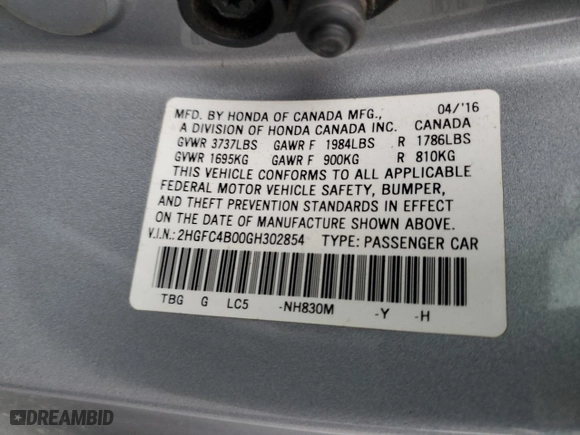 MFD. BY HONDA OF CANADA MFG., 04/'16
A DIVISION OF HONDA CANADA INC. CANADA
GVWR 3737LBS GAWR F 1984LBS R 1786LBS
GVWR 1695KG GAWR F 900KG R 810KG
THIS VEHICLE CONFORMS TO ALL APPLICABLE
FEDERAL MOTOR VEHICLE SAFETY, BUMPER,
AND THEFT PREVENTION STANDARDS IN EFFECT
ON THE DATE OF MANUFACTURE SHOWN ABOVE.
V.I.N.: 2HGFC4B00GH302854 TYPE: PASSENGER CAR
TBG G LC5 -NH830M -Y -H
DREAMBID